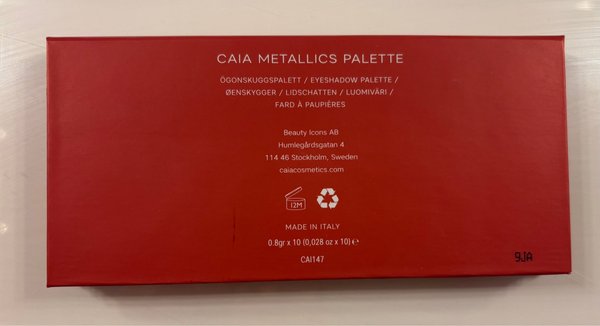 CAIA METALLICS PALETTE
ÖGONSKUGGSPALETT / EYESHADOW PALETTE /
ØENSKYGGER / LIDSCHATTEN / LUOMIVÄRI /
FARD À PAUPIÈRES
Beauty Icons AB
Humlegårdsgatan 4
114 46 Stockholm, Sweden
caiacosmetics.com
12M
MADE IN ITALY
0.8gr x 10 (0,028 oz x 10) ℮
CAI147
9JA